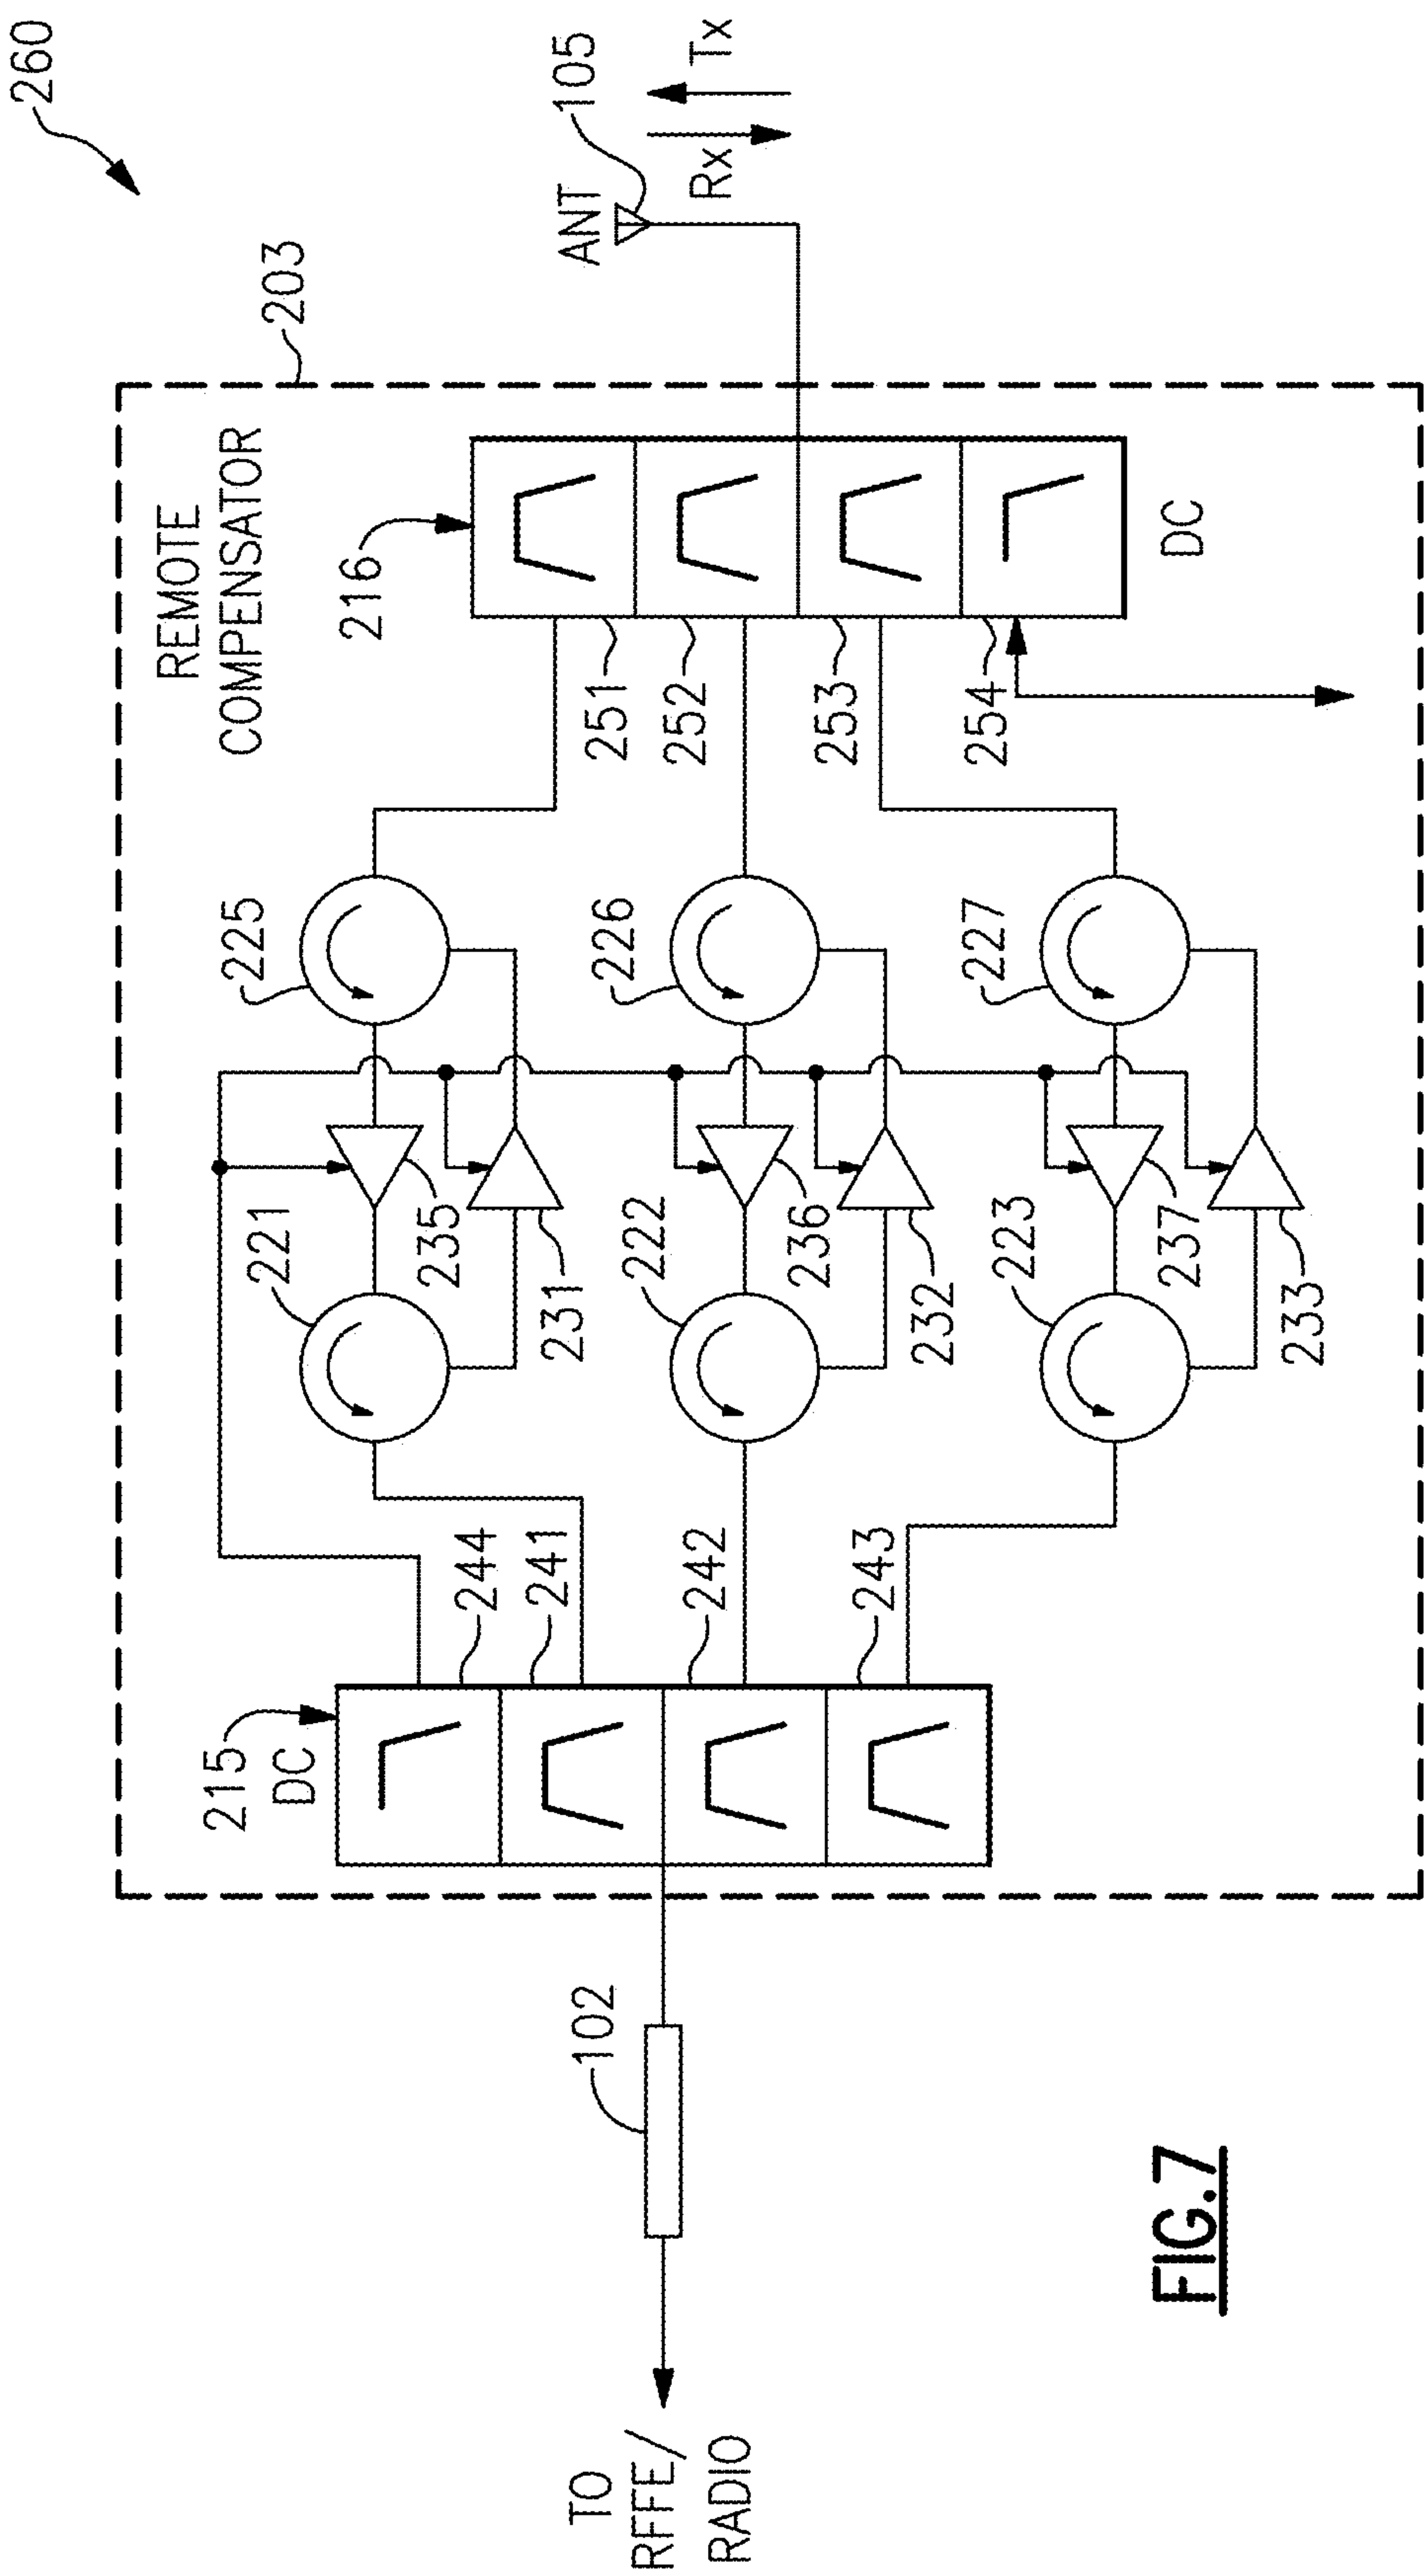 260
203
REMOTE
COMPENSATOR
215
DC
244
241
242
243
221
222
223
235
231
236
232
237
233
225
226
227
216
251
252
253
254
DC
ANT
105
Rx
Tx
102
TO
RFFE/
RADIO
FIG.7